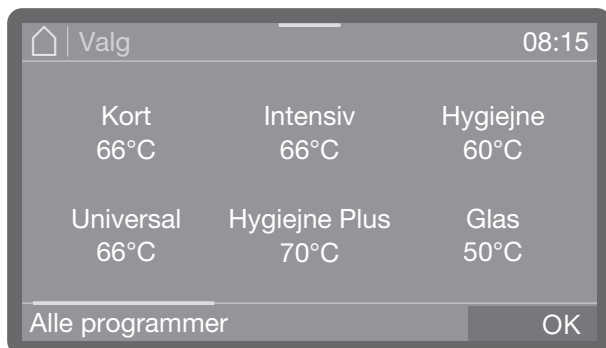 Valg 08:15
Kort Intensiv Hygiejne
66°C 66°C 60°C
Universal Hygiejne Plus Glas
66°C 70°C 50°C
Alle programmer OK